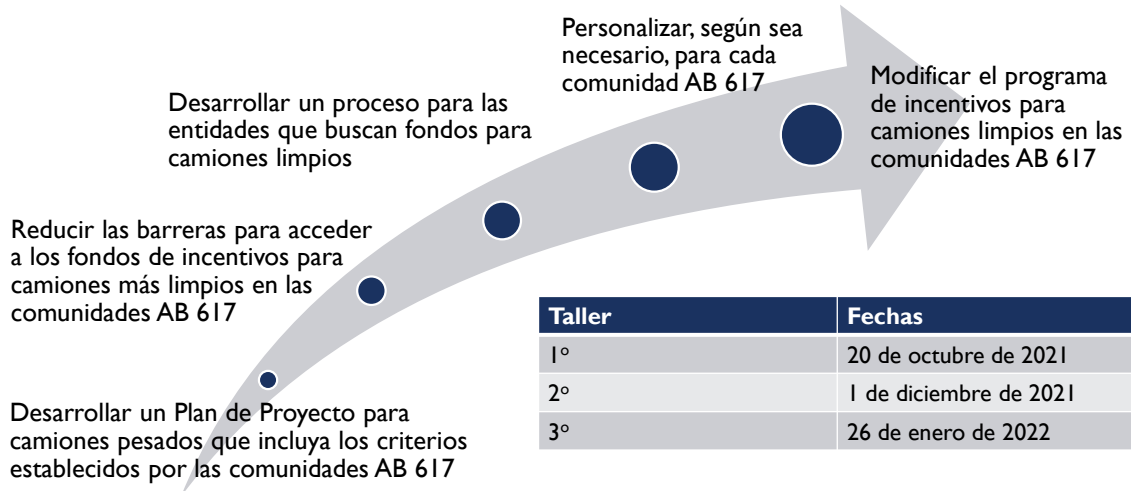 Personalizar, según sea
necesario, para cada
comunidad AB 617
Modificar el programa
de incentivos para
camiones limpios en las
comunidades AB 617
Desarrollar un proceso para las
entidades que buscan fondos para
camiones limpios
Reducir las barreras para acceder
a los fondos de incentivos para
camiones más limpios en las
comunidades AB 617
Desarrollar un Plan de Proyecto para
camiones pesados que incluya los criterios
establecidos por las comunidades AB 617
Taller Fechas
1º 20 de octubre de 2021
2º 1 de diciembre de 2021
3º 26 de enero de 2022